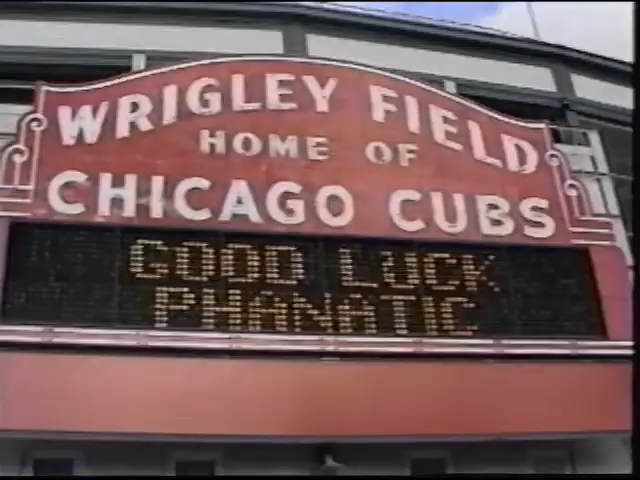 WRIGLEY FIELD
HOME OF
CHICAGO CUBS
GOOD LUCK
PHANATIC